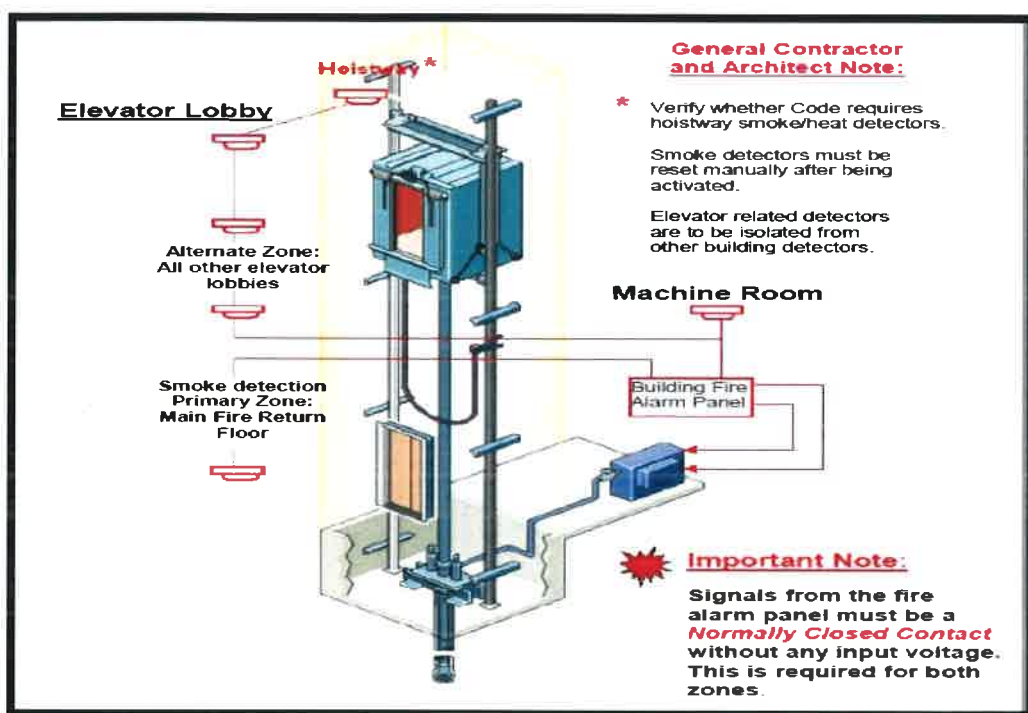 General Contractor
and Architect Note:
Hoistway*
Elevator Lobby
* Verify whether Code requires
hoistway smoke/heat detectors.
Smoke detectors must be
reset manually after being
activated.
Elevator related detectors
are to be isolated from
other building detectors.
Alternate Zone:
All other elevator
lobbies
Machine Room
Smoke detection
Primary Zone:
Main Fire Return
Floor
Building Fire
Alarm Panel
Important Note:
Signals from the fire
alarm panel must be a
Normally Closed Contact
without any input voltage.
This is required for both
zones.